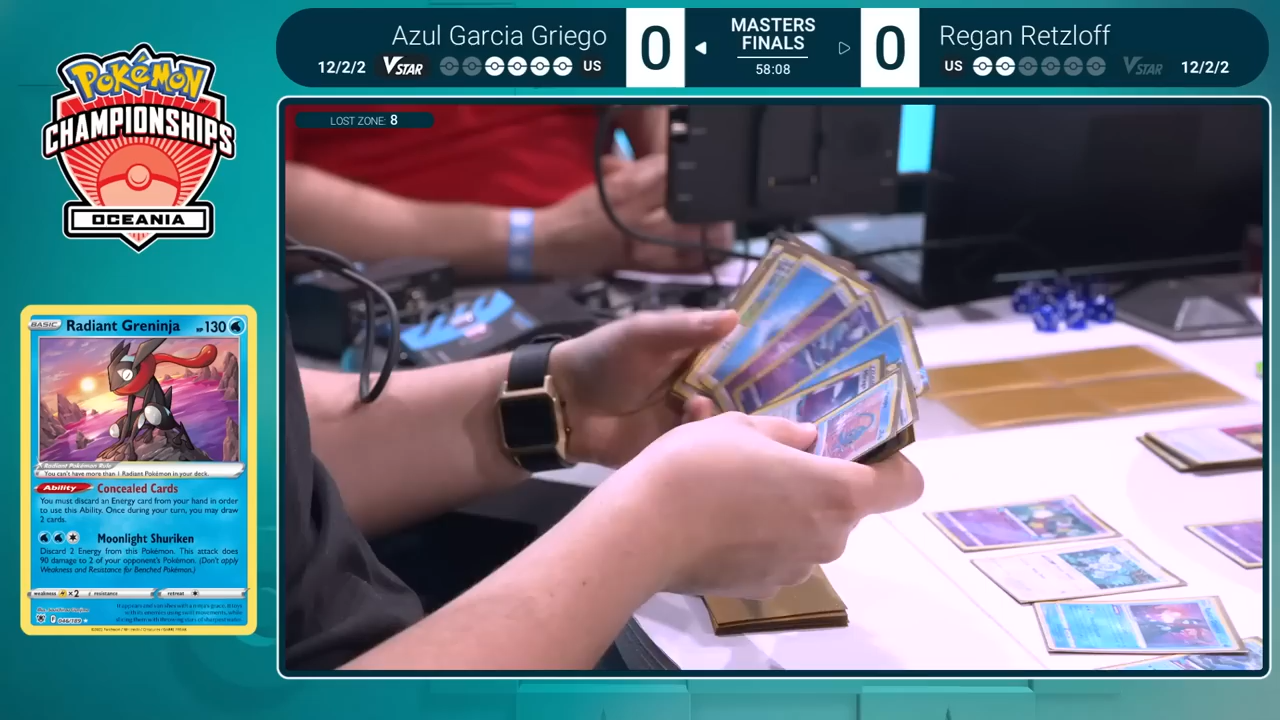 Azul Garcia Griego
0
MASTERS
FINALS
58:08
0
Regan Retzloff
12/2/2
VSTAR
US
US
VSTAR
12/2/2
Pokémon
CHAMPIONSHIPS
OCEANIA
LOST ZONE: 8
BASIC
Radiant Greninja
HP 130
Radiant Pokémon Rule
You can't have more than 1 Radiant Pokémon in your deck.
Ability
Concealed Cards
You must discard an Energy card from your hand in order
to use this Ability. Once during your turn, you may draw
2 cards.
Moonlight Shuriken
Discard 2 Energy from this Pokémon. This attack does
90 damage to 2 of your opponent's Pokémon. (Don't apply
Weakness and Resistance for Benched Pokémon.)
weakness
×2
resistance
retreat
046/189